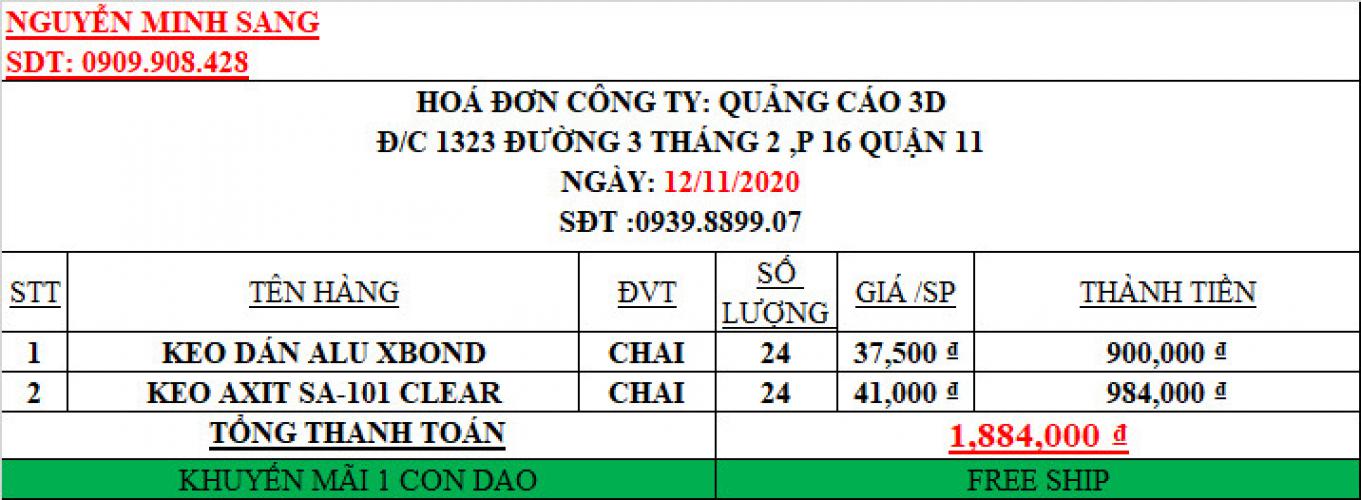 NGUYỄN MINH SANG
SDT: 0909.908.428
HOÁ ĐƠN CÔNG TY: QUẢNG CÁO 3D
Đ/C 1323 ĐƯỜNG 3 THÁNG 2 ,P 16 QUẬN 11
NGÀY: 12/11/2020
SĐT :0939.8899.07
STT TÊN HÀNG ĐVT SỐ LƯỢNG GIÁ /SP THÀNH TIỀN
1 KEO DÁN ALU XBOND CHAI 24 37,500 ₫ 900,000 ₫
2 KEO AXIT SA-101 CLEAR CHAI 24 41,000 ₫ 984,000 ₫
TỔNG THANH TOÁN 1,884,000 ₫
KHUYẾN MÃI 1 CON DAO FREE SHIP